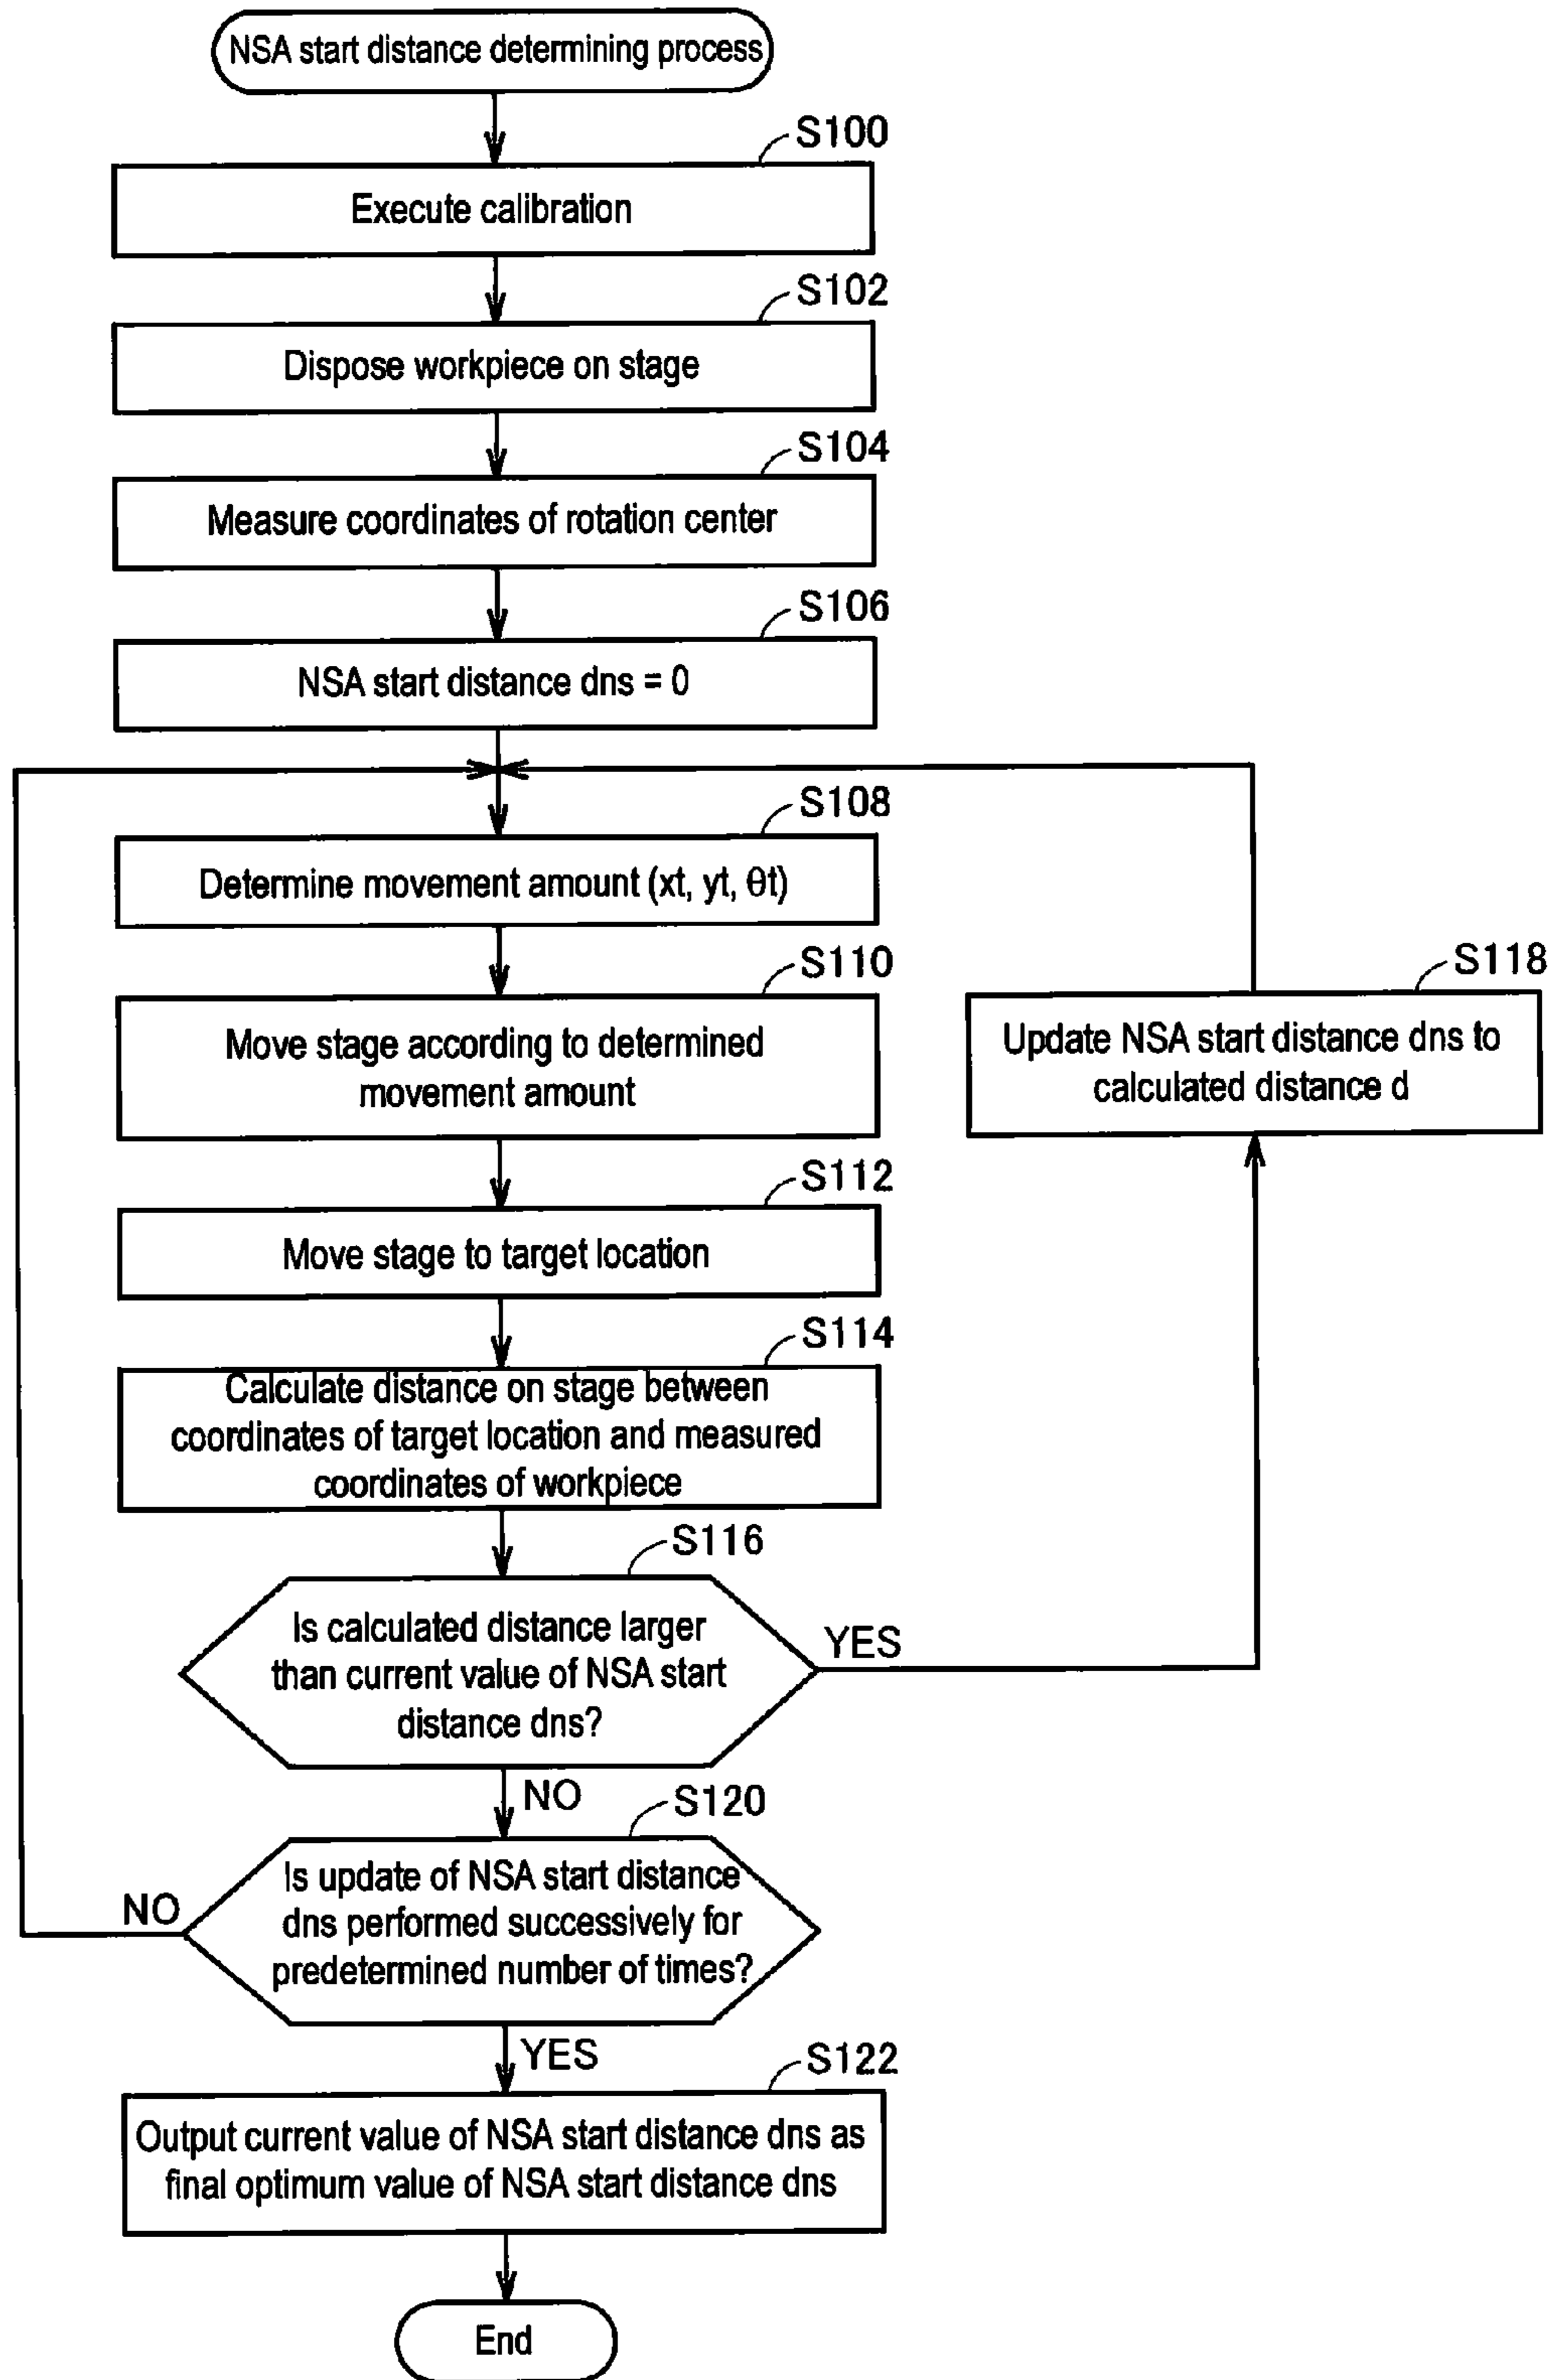 NSA start distance determining process
S100
Execute calibration
S102
Dispose workpiece on stage
S104
Measure coordinates of rotation center
S106
NSA start distance dns = 0
S108
Determine movement amount (xt, yt, θt)
S110
Move stage according to determined
movement amount
S118
Update NSA start distance dns to
calculated distance d
S112
Move stage to target location
S114
Calculate distance on stage between
coordinates of target location and measured
coordinates of workpiece
S116
Is calculated distance larger
than current value of NSA start
distance dns?
YES
NO
S120
Is update of NSA start distance
dns performed successively for
predetermined number of times?
NO
YES
S122
Output current value of NSA start distance dns as
final optimum value of NSA start distance dns
End